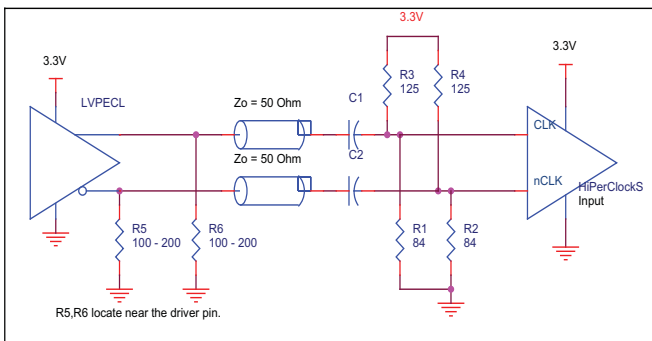 3.3V
3.3V
3.3V
LVPECL
R3
125
R4
125
Zo = 50 Ohm
C1
CLK
Zo = 50 Ohm
C2
nCLK
HiPerClockS
Input
R5
100 - 200
R6
100 - 200
R1
84
R2
84
R5,R6 locate near the driver pin.